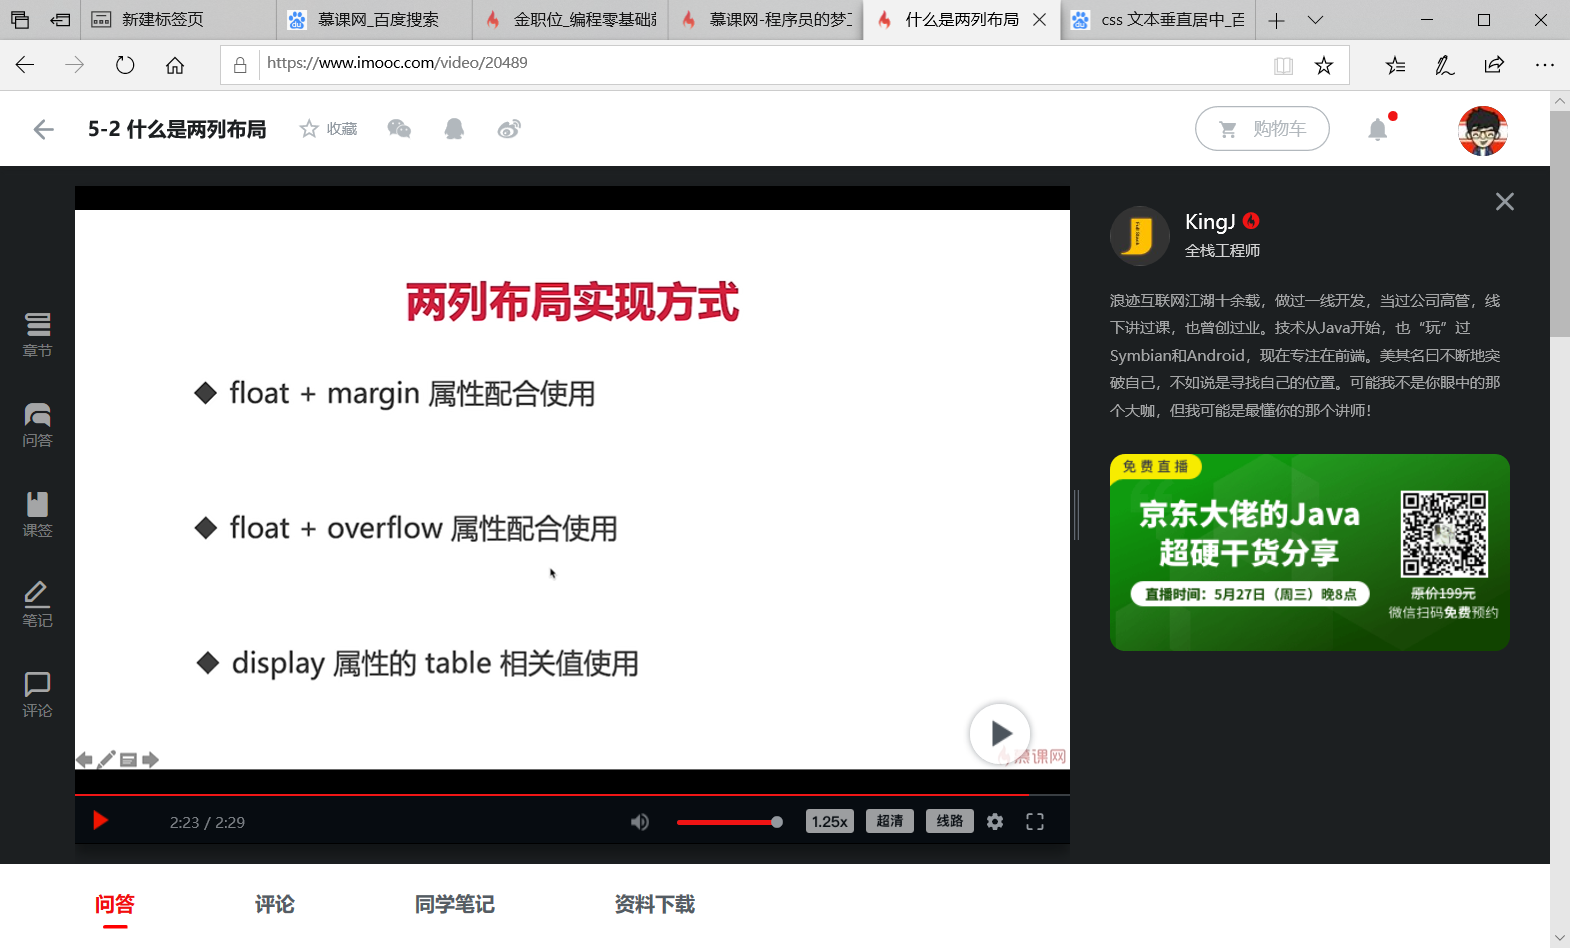 新建标签页
慕课网_百度搜索
金职位_编程零基础
慕课网-程序员的梦工
什么是两列布局
css 文本垂直居中_百
https://www.imooc.com/video/20489
5-2 什么是两列布局
收藏
购物车
章节
问答
课签
笔记
评论
两列布局实现方式
float + margin 属性配合使用
float + overflow 属性配合使用
display 属性的 table 相关值使用
慕课网
2:23 / 2:29
1.25x
超清
线路
KingJ
全栈工程师
浪迹互联网江湖十余载，做过一线开发，当过公司高管，线
下讲过课，也曾创过业。技术从Java开始，也“玩”过
Symbian和Android，现在专注在前端。美其名曰不断地突
破自己，不如说是寻找自己的位置。可能我不是你眼中的那
个大咖，但我可能是最懂你的那个讲师！
免费直播
京东大佬的Java
超硬干货分享
直播时间：5月27日（周三）晚8点
原价199元
微信扫码免费预约
问答
评论
同学笔记
资料下载